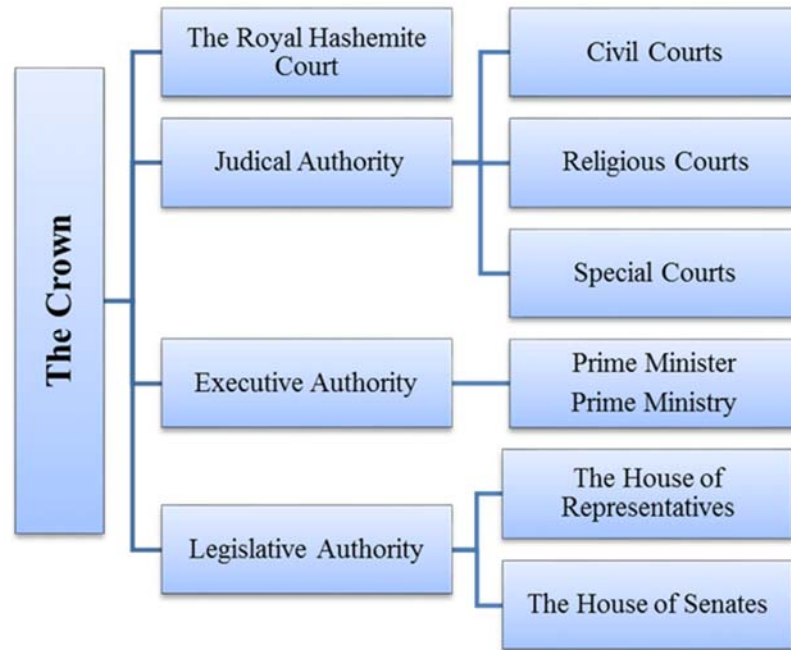 The Crown
The Royal Hashemite
Court
Judical Authority
Civil Courts
Religious Courts
Special Courts
Executive Authority
Prime Minister
Prime Ministry
Legislative Authority
The House of
Representatives
The House of Senates